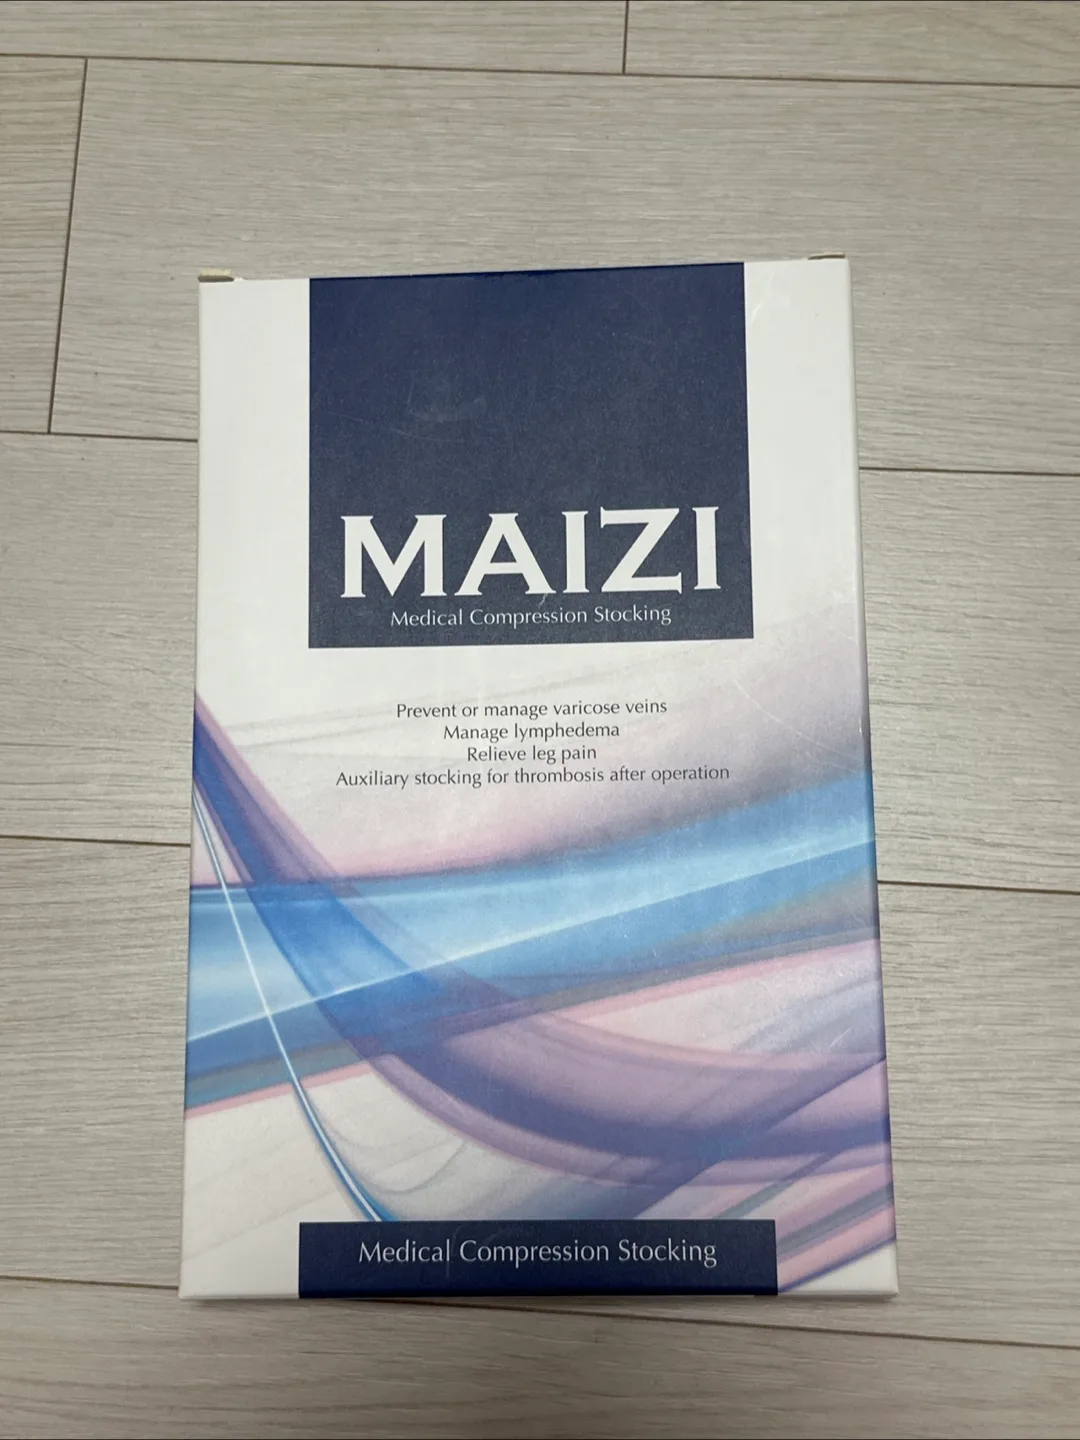 MAIZI
Medical Compression Stocking
Prevent or manage varicose veins
Manage lymphedema
Relieve leg pain
Auxiliary stocking for thrombosis after operation
Medical Compression Stocking